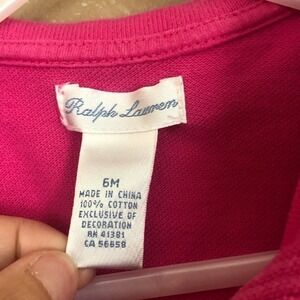 Ralph Lauren
6M
MADE IN CHINA
100% COTTON
EXCLUSIVE OF
DECORATION
RN 41381
CA 56658